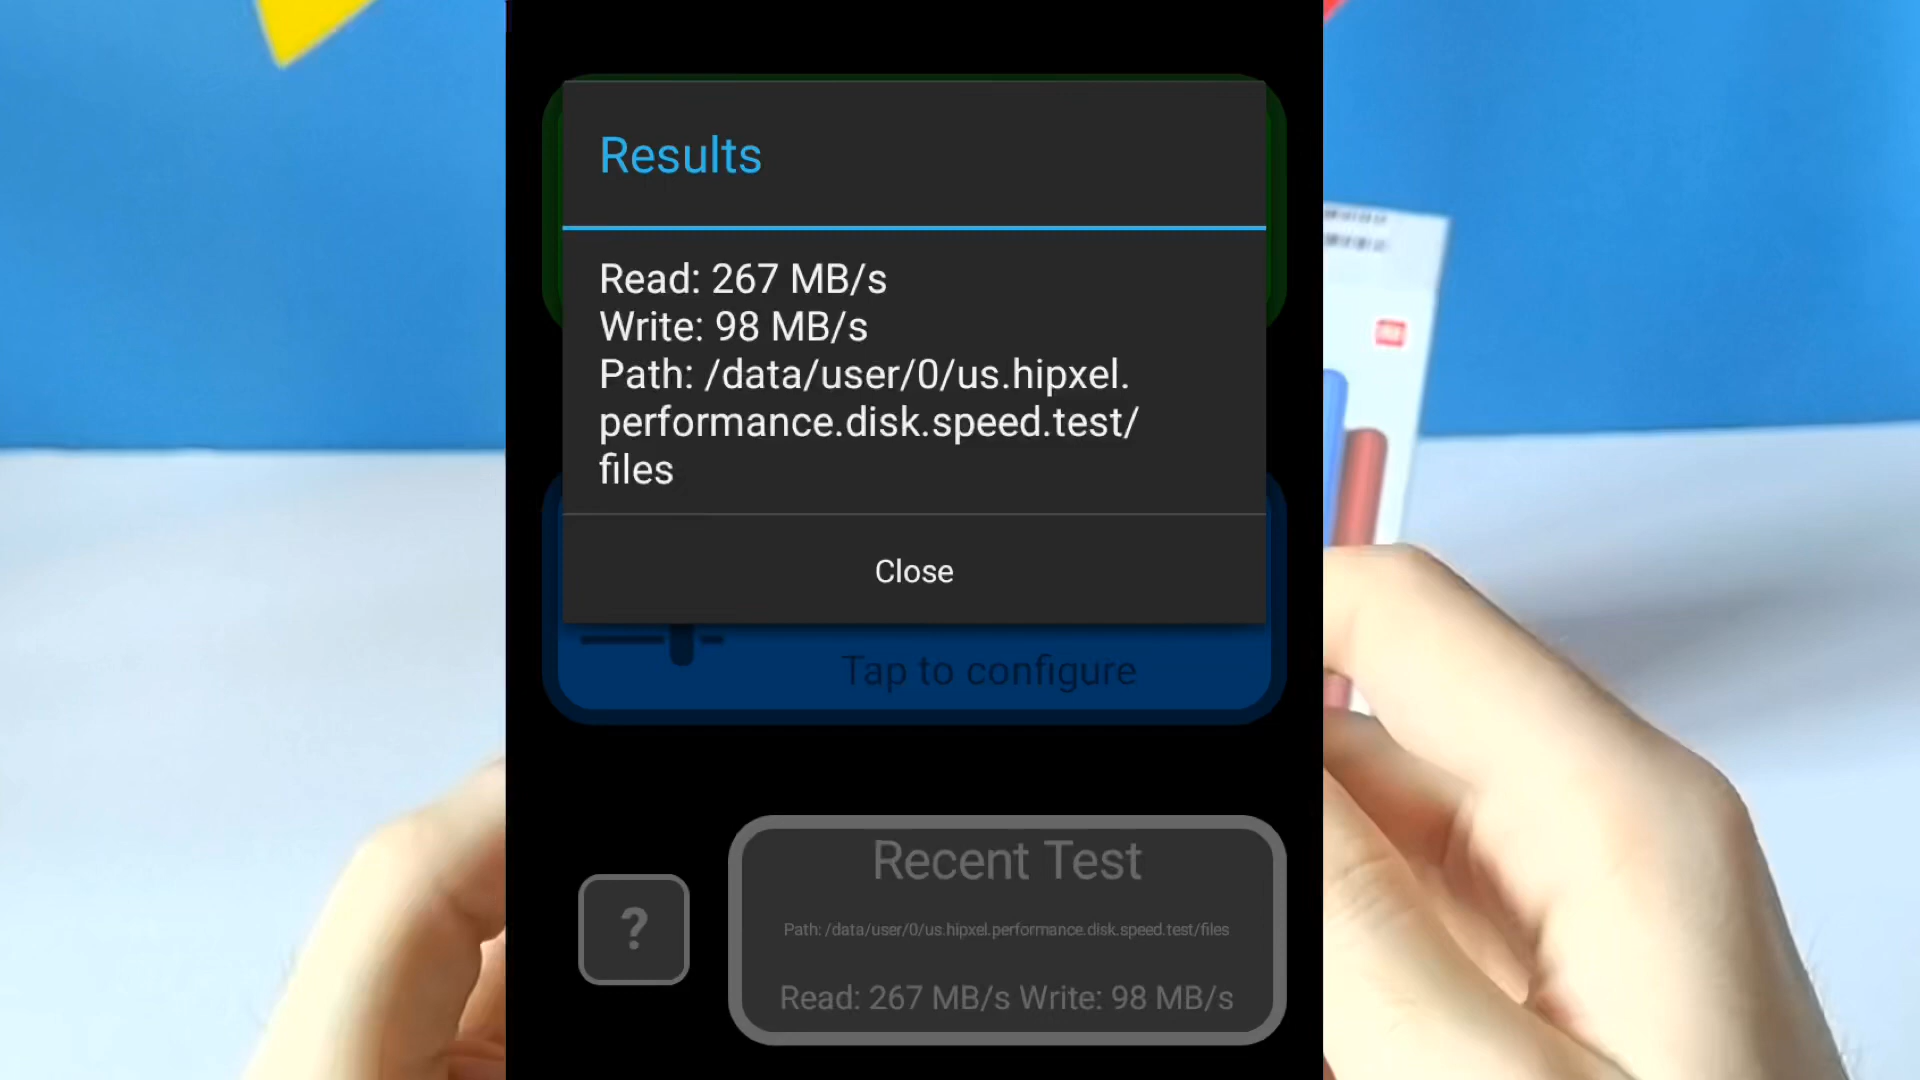 Results
Read: 267 MB/s
Write: 98 MB/s
Path: /data/user/0/us.hipxel.
performance.disk.speed.test/
files
Close
Tap to configure
?
Recent Test
Path: /data/user/0/us.hipxel.performance.disk.speed.test/files
Read: 267 MB/s Write: 98 MB/s